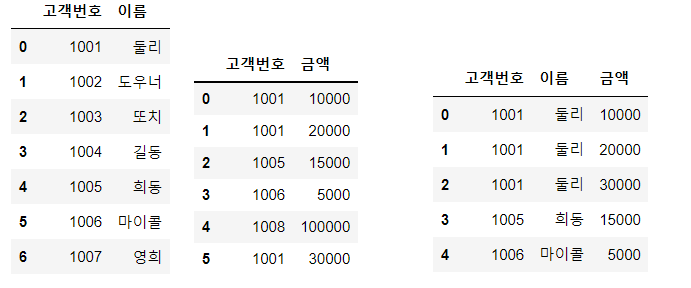 고객번호 이름
0 1001 둘리
1 1002 도우너
2 1003 또치
3 1004 길동
4 1005 희동
5 1006 마이콜
6 1007 영희
고객번호 금액
0 1001 10000
1 1001 20000
2 1005 15000
3 1006 5000
4 1008 100000
5 1001 30000
고객번호 이름 금액
0 1001 둘리 10000
1 1001 둘리 20000
2 1001 둘리 30000
3 1005 희동 15000
4 1006 마이콜 5000